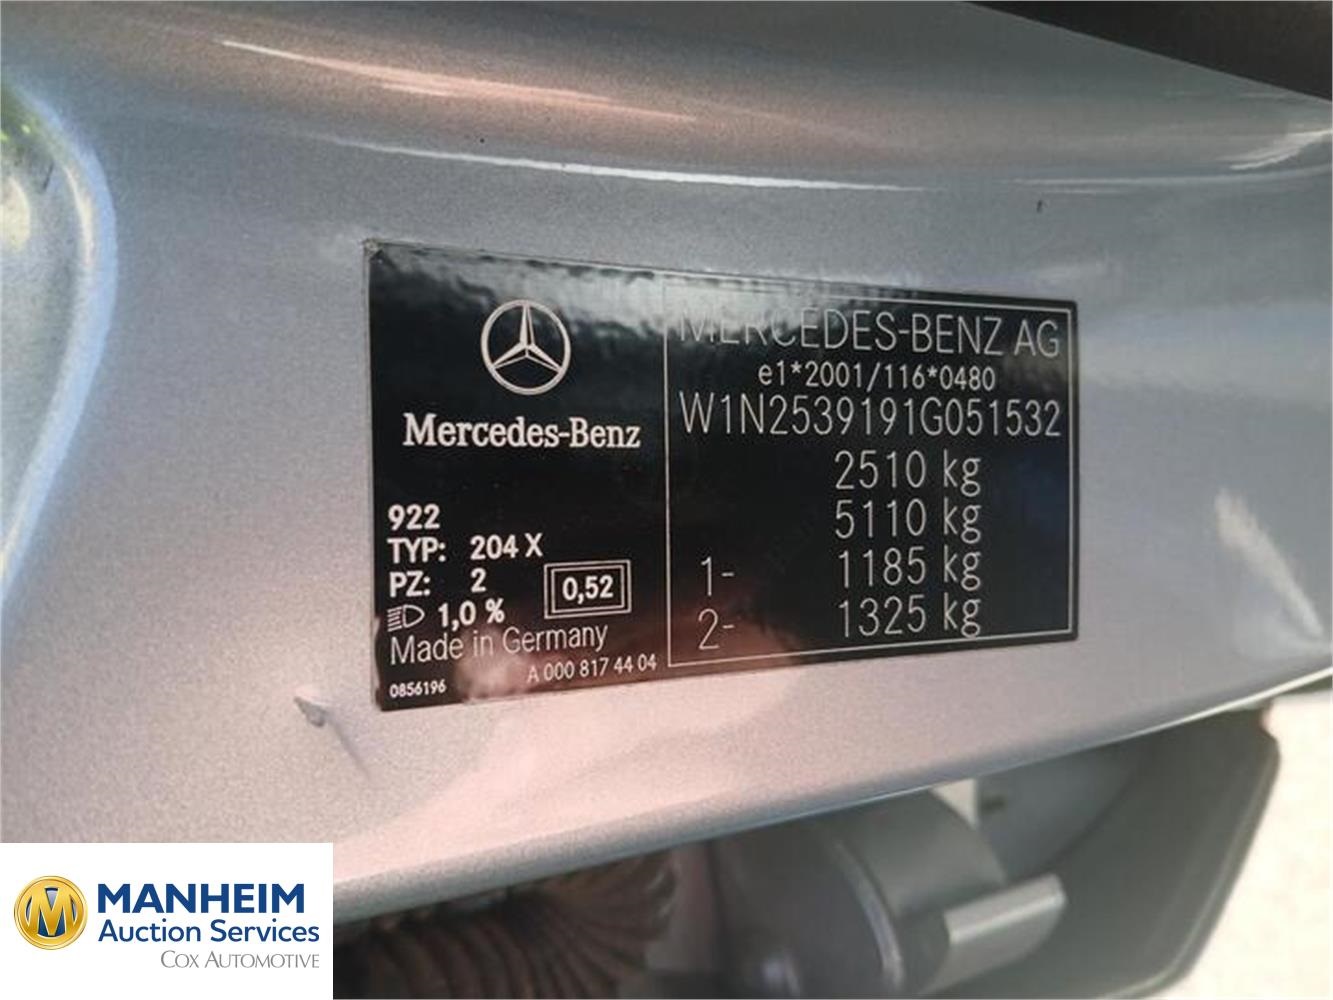 Mercedes-Benz
922
TYP: 204 X
PZ: 2
0,52
1,0 %
Made in Germany
A 000 817 44 04
0856196
MERCEDES-BENZ AG
e1*2001/116*0480
W1N2539191G051532
2510 kg
5110 kg
1- 1185 kg
2- 1325 kg
MANHEIM
Auction Services
COX AUTOMOTIVE